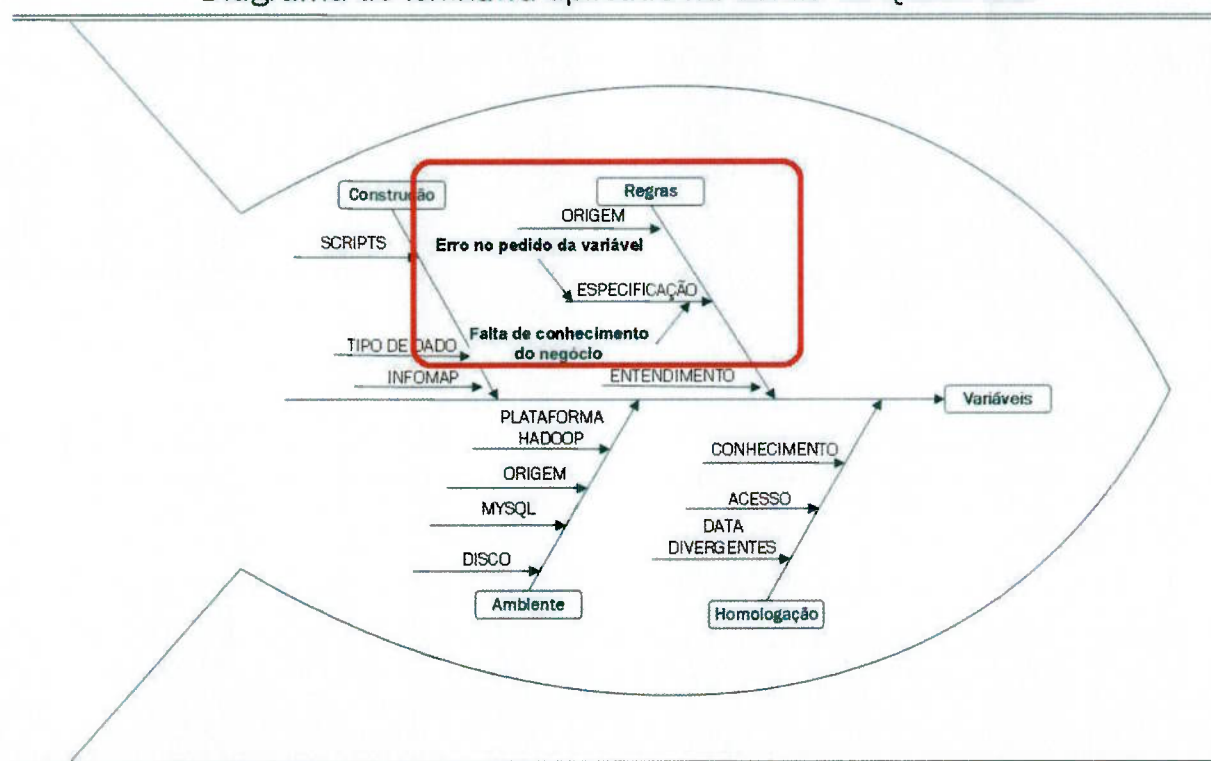 Construção
Regras
ORIGEM
SCRIPTS
Erro no pedido da variável
ESPECIFICAÇÃO
Falta de conhecimento
do negócio
TIPO DE DADO
INFOMAP
ENTENDIMENTO
Variáveis
PLATAFORMA
HADOOP
CONHECIMENTO
ORIGEM
ACESSO
MYSQL
DATA
DIVERGENTES
DISCO
Ambiente
Homologação